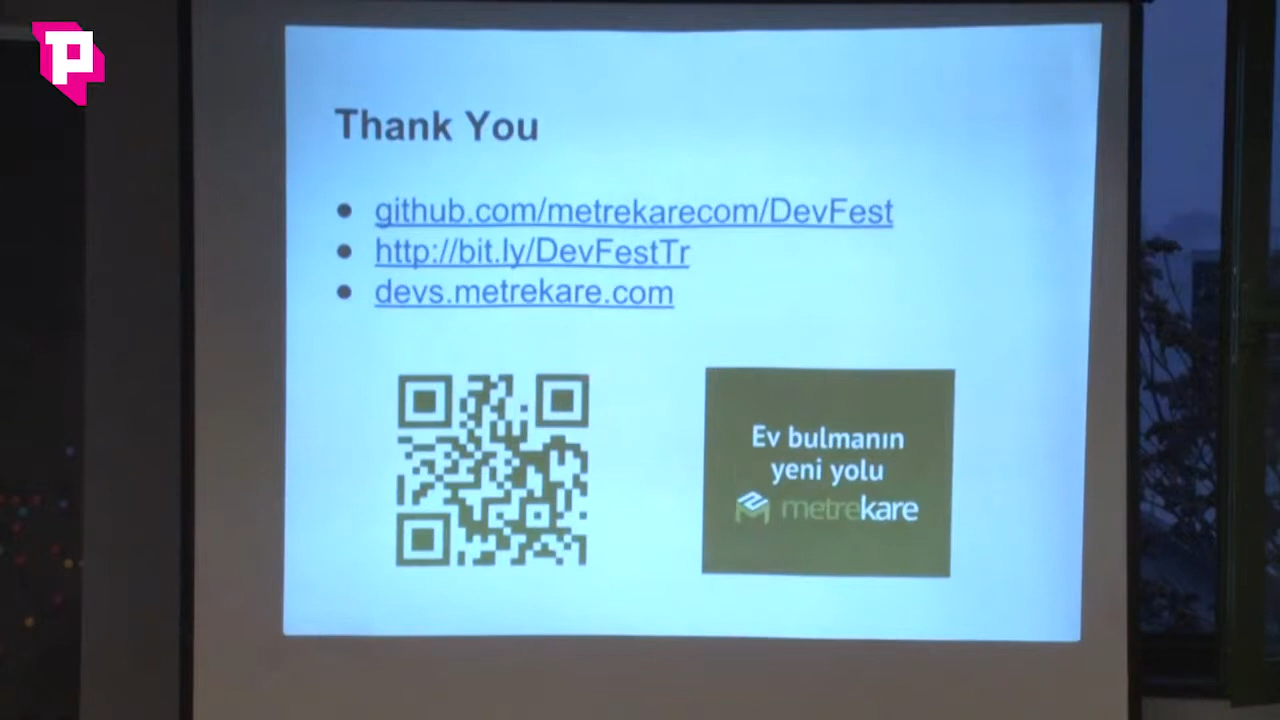 P
Thank You
github.com/metrekarecom/DevFest
http://bit.ly/DevFestTr
devs.metrekare.com
Ev bulmanın
yeni yolu
metrekare